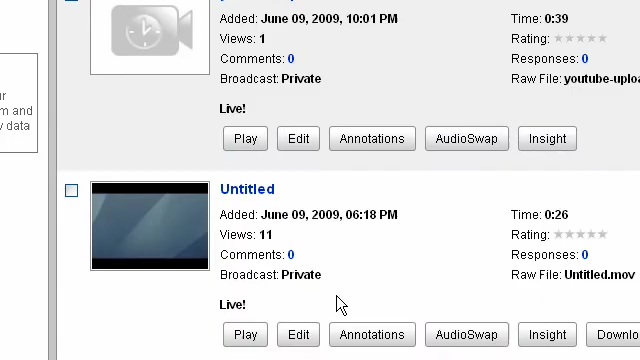 Added: June 09, 2009, 10:01 PM
Time: 0:39
Views: 1
Rating:
Comments: 0
Responses: 0
Broadcast: Private
Raw File: youtube-uploa
m and
v data
Live!
Play Edit Annotations AudioSwap Insight
Untitled
Added: June 09, 2009, 06:18 PM
Time: 0:26
Views: 11
Rating:
Comments: 0
Responses: 0
Broadcast: Private
Raw File: Untitled.mov
Live!
Play Edit Annotations AudioSwap Insight Downlo